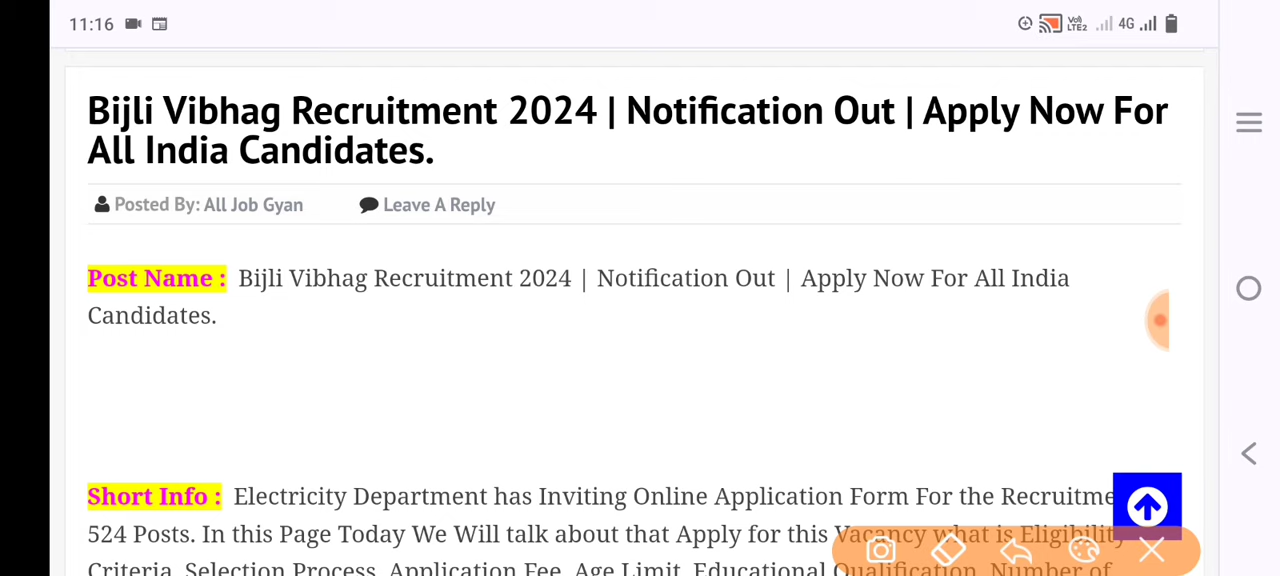 11:16
Vo)
LTE2
4G
Bijli Vibhag Recruitment 2024 | Notification Out | Apply Now For
All India Candidates.
Posted By: All Job Gyan Leave A Reply
Post Name : Bijli Vibhag Recruitment 2024 | Notification Out | Apply Now For All India
Candidates.
Short Info : Electricity Department has Inviting Online Application Form For the Recruitme
524 Posts. In this Page Today We Will talk about that Apply for this Vacancy what is Eligibility
Criteria, Selection Process, Application Fee, Age Limit, Educational Qualification, Number of